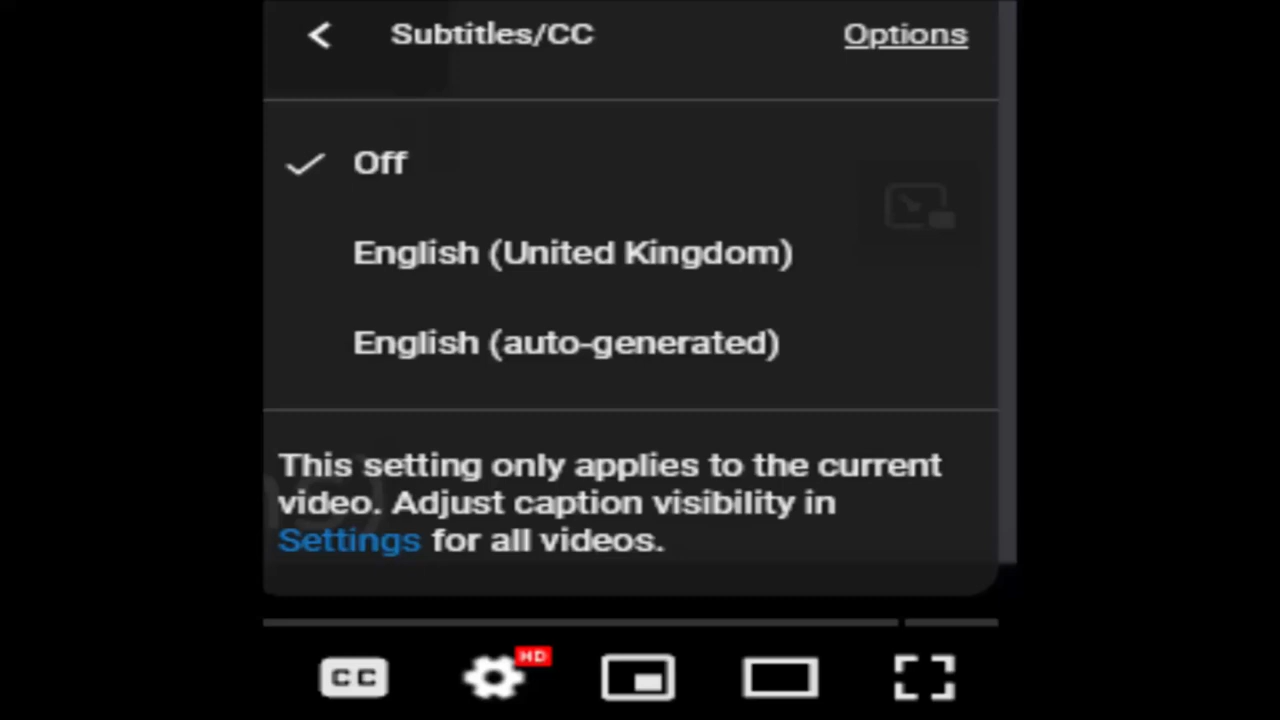 Subtitles/CC Options
Off
English (United Kingdom)
English (auto-generated)
This setting only applies to the current
video. Adjust caption visibility in
Settings for all videos.
CC HD